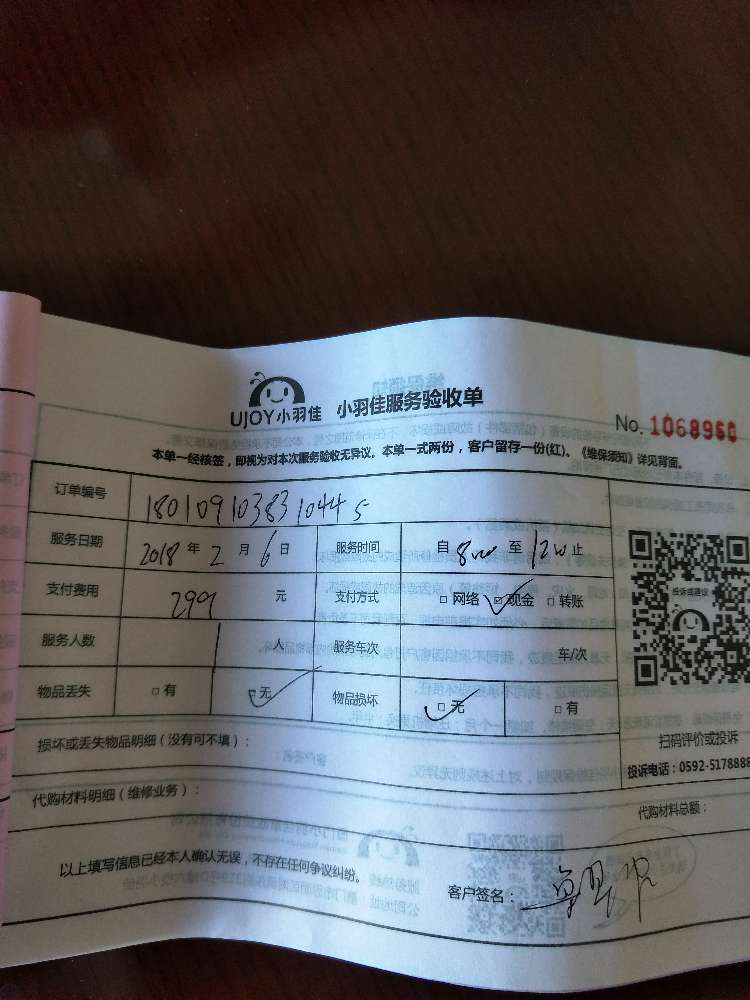 UJOY小羽佳 小羽佳服务验收单
No. 1068960
本单一经核签，即视为对本次服务验收无异议。本单一式两份，客户留存一份(红)。《维保须知》详见背面。
订单编号 1801091038310445
服务日期 2018年2月6日 服务时间 自8:00至12:00止
支付费用 299元 支付方式 □网络 ☑现金 □转账
服务人数 1人 服务车次 车/次
物品丢失 □有 ☑无 物品损坏 ☑无 □有
投诉或建议
扫码评价或投诉
投诉电话：0592-5178888
损坏或丢失物品明细（没有可不填）：
代购材料明细（维修业务）：
代购材料总额：
以上填写信息已经本人确认无误，不存在任何争议纠纷。
客户签名：